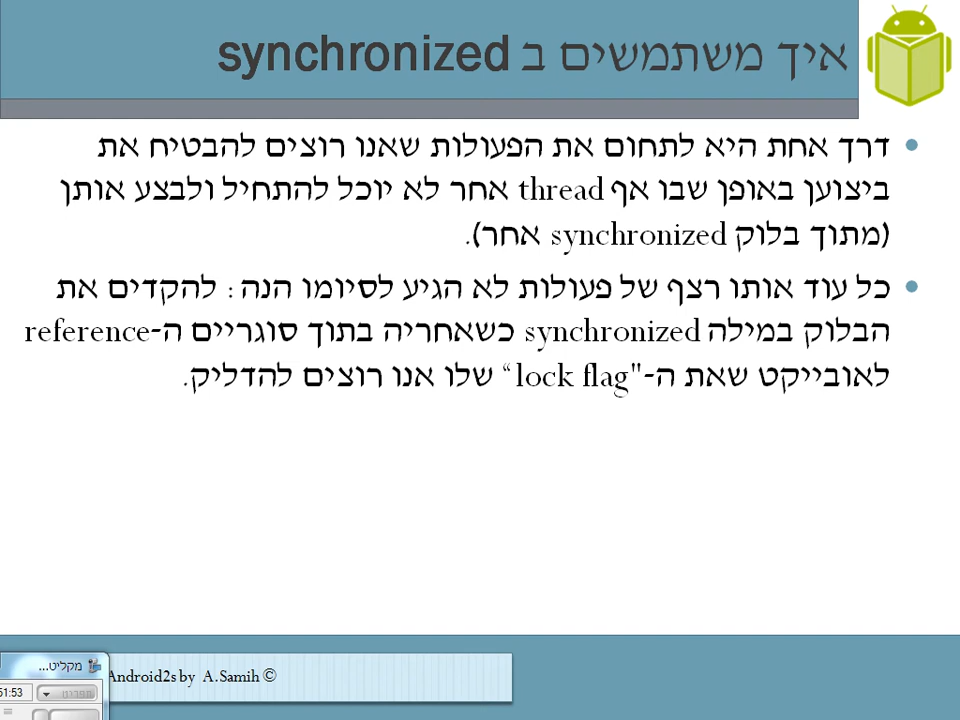 איך משתמשים ב synchronized
דרך אחת היא לתחום את הפעולות שאנו רוצים להבטיח את
ביצוען באופן שבו אף thread אחר לא יוכל להתחיל ולבצע אותן
(מתוך בלוק synchronized אחר).
כל עוד אותו רצף של פעולות לא הגיע לסיומו הנה: להקדים את
הבלוק במילה synchronized כשאחריה בתוך סוגריים ה-reference
לאובייקט שאת ה-"lock flag“ שלו אנו רוצים להדליק.
מקליט...
51:53
Android2s by A.Samih ©